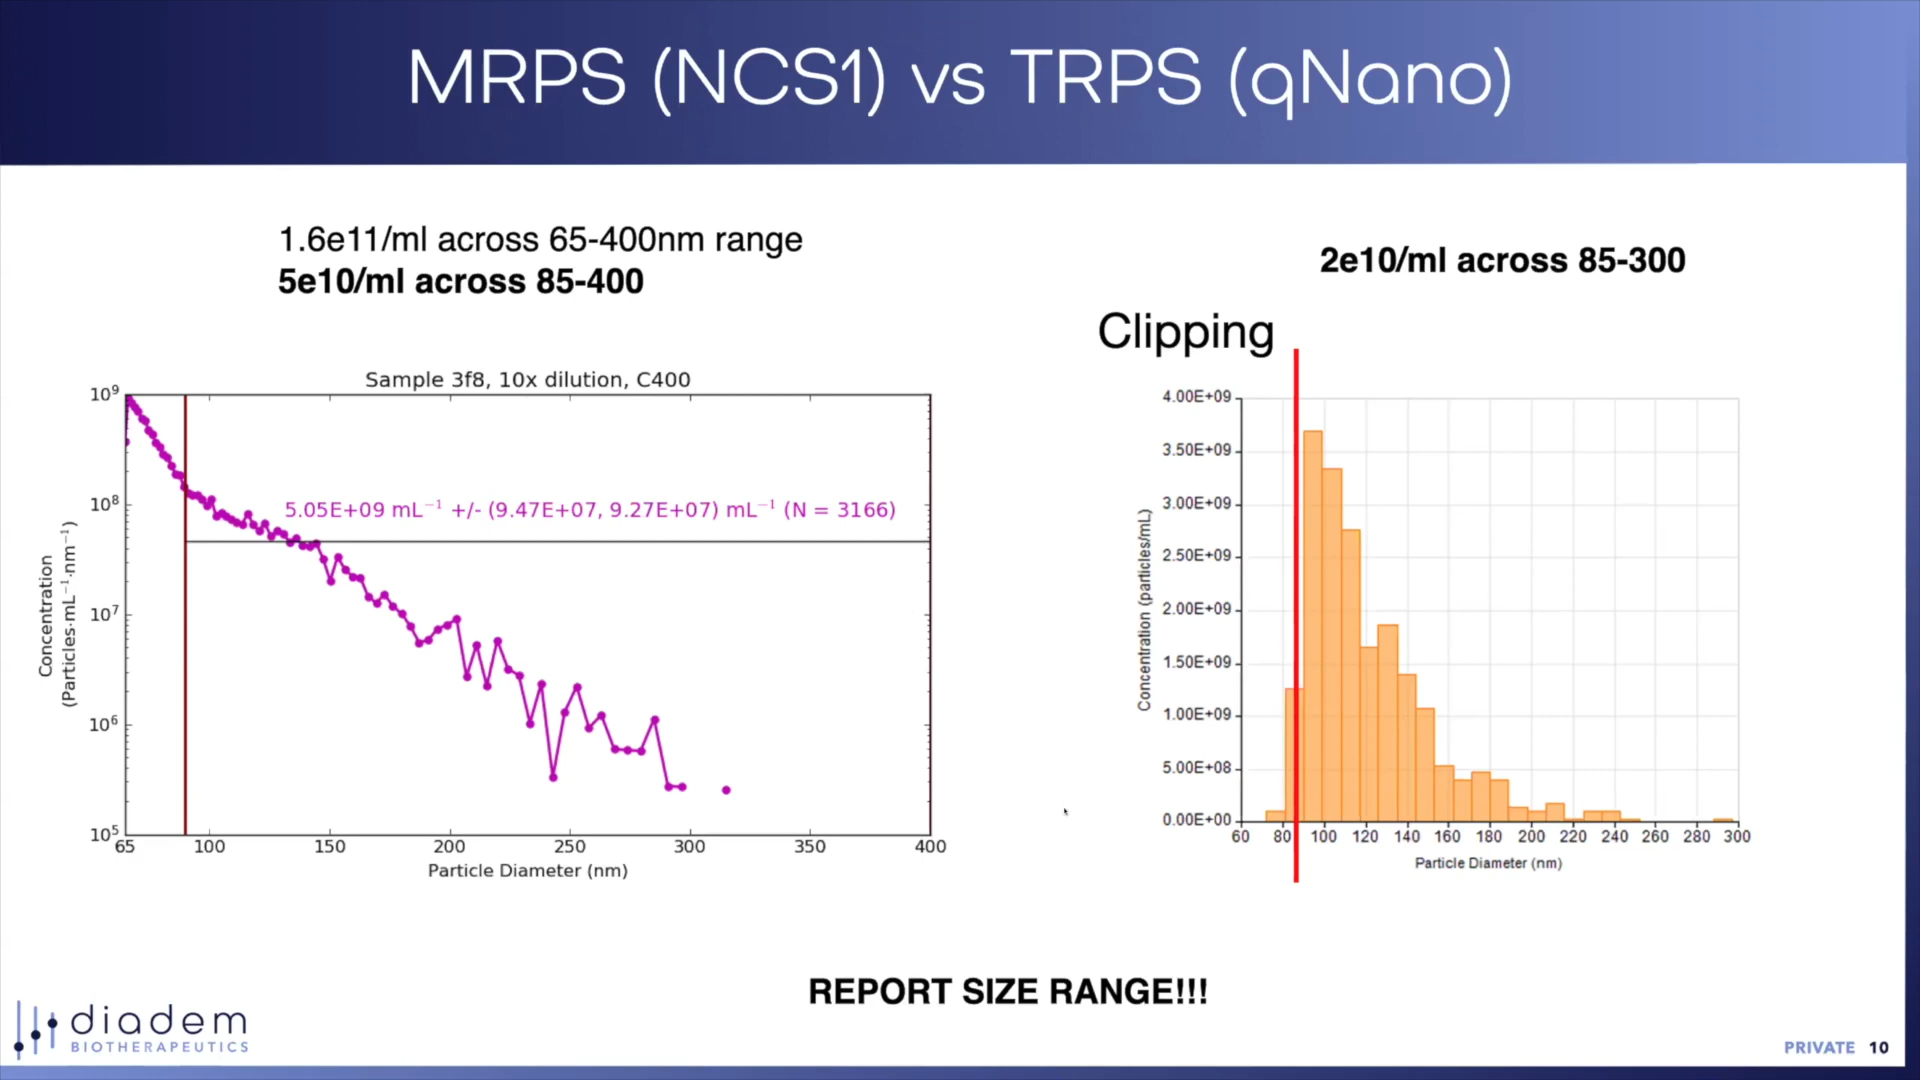 MRPS (NCS1) vs TRPS (qNano)
1.6e11/ml across 65-400nm range
5e10/ml across 85-400
2e10/ml across 85-300
Clipping
Sample 3f8, 10x dilution, C400
10⁹
10⁸
10⁷
10⁶
10⁵
Concentration
(Particles·mL⁻¹·nm⁻¹)
5.05E+09 mL⁻¹ +/- (9.47E+07, 9.27E+07) mL⁻¹ (N = 3166)
65 100 150 200 250 300 350 400
Particle Diameter (nm)
4.00E+09
3.50E+09
3.00E+09
2.50E+09
2.00E+09
1.50E+09
1.00E+09
5.00E+08
0.00E+00
Concentration (particles/mL)
60 80 100 120 140 160 180 200 220 240 260 280 300
Particle Diameter (nm)
REPORT SIZE RANGE!!!
diadem
BIOTHERAPEUTICS
PRIVATE 10